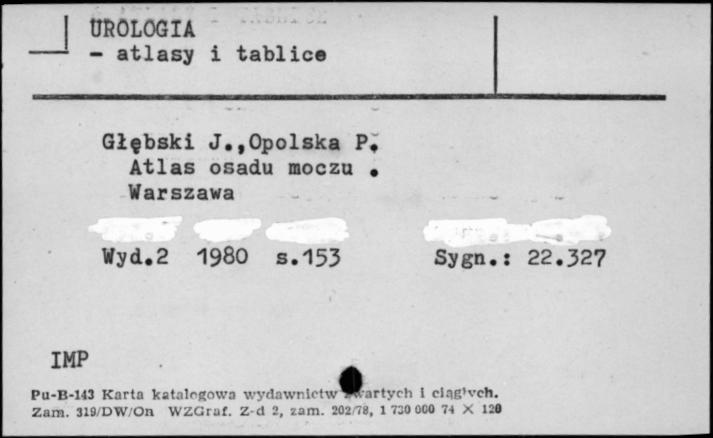 UROLOGIA
- atlasy i tablice
Głębski J.,Opolska P.
Atlas osadu moczu .
Warszawa
Wyd.2 1980 s.153 Sygn.: 22.327
IMP
Pu-B-143 Karta katalogowa wydawnictw zwartych i ciągłych.
Zam. 319/DW/On WZGraf. Z-d 2, zam. 202/78, 1 730 000 74 X 120